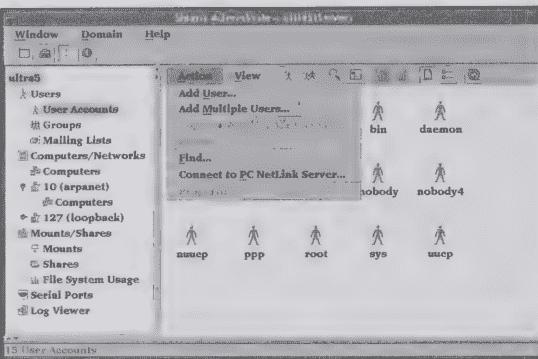 Window Domain Help
ultra5
Users
User Accounts
Groups
Mailing Lists
Computers/Networks
Computers
10 (arpanet)
Computers
127 (loopback)
Mounts/Shares
Mounts
Shares
File System Usage
Serial Ports
Log Viewer
Action View
Add User...
Add Multiple Users...
Find...
Connect to PC NetLink Server...
bin daemon
nobody nobody4
nuucp ppp root sys uucp
15 User Accounts